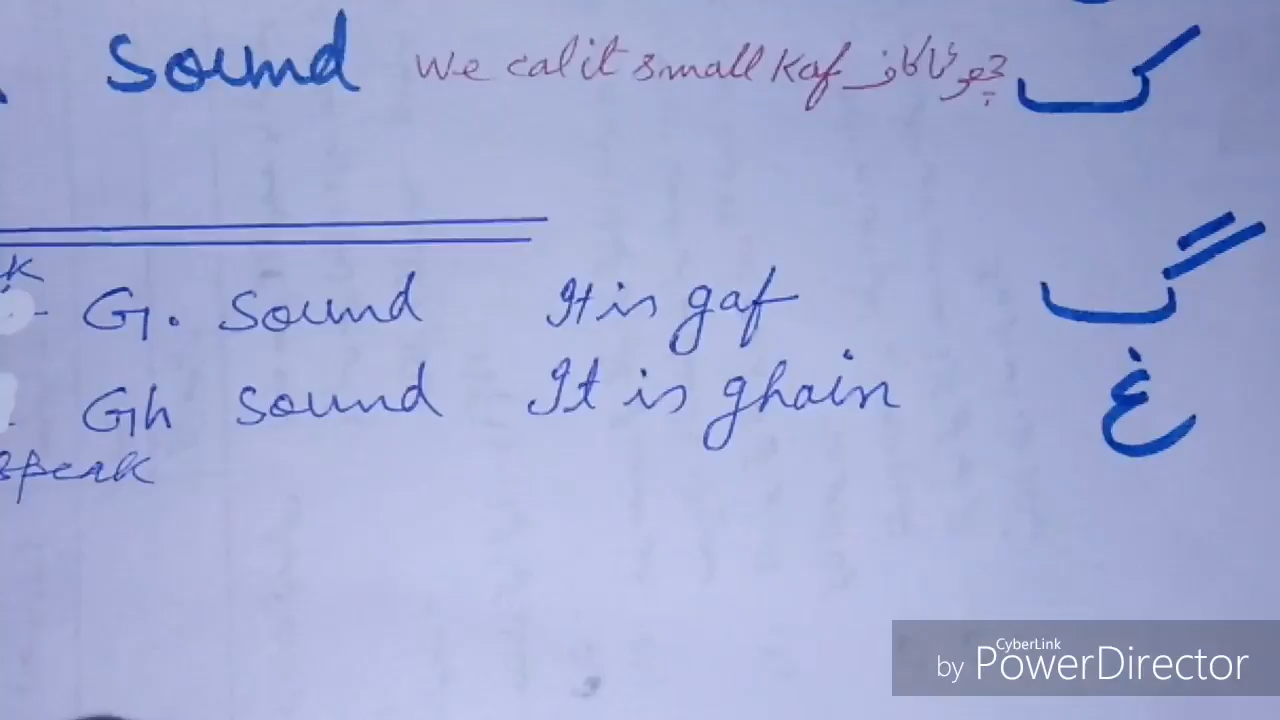 Sound We cal it small Kaf چھوٹا کاف ک
K
G. Sound It is gaf گ
Gh Sound It is ghain غ
speak
CyberLink
by PowerDirector